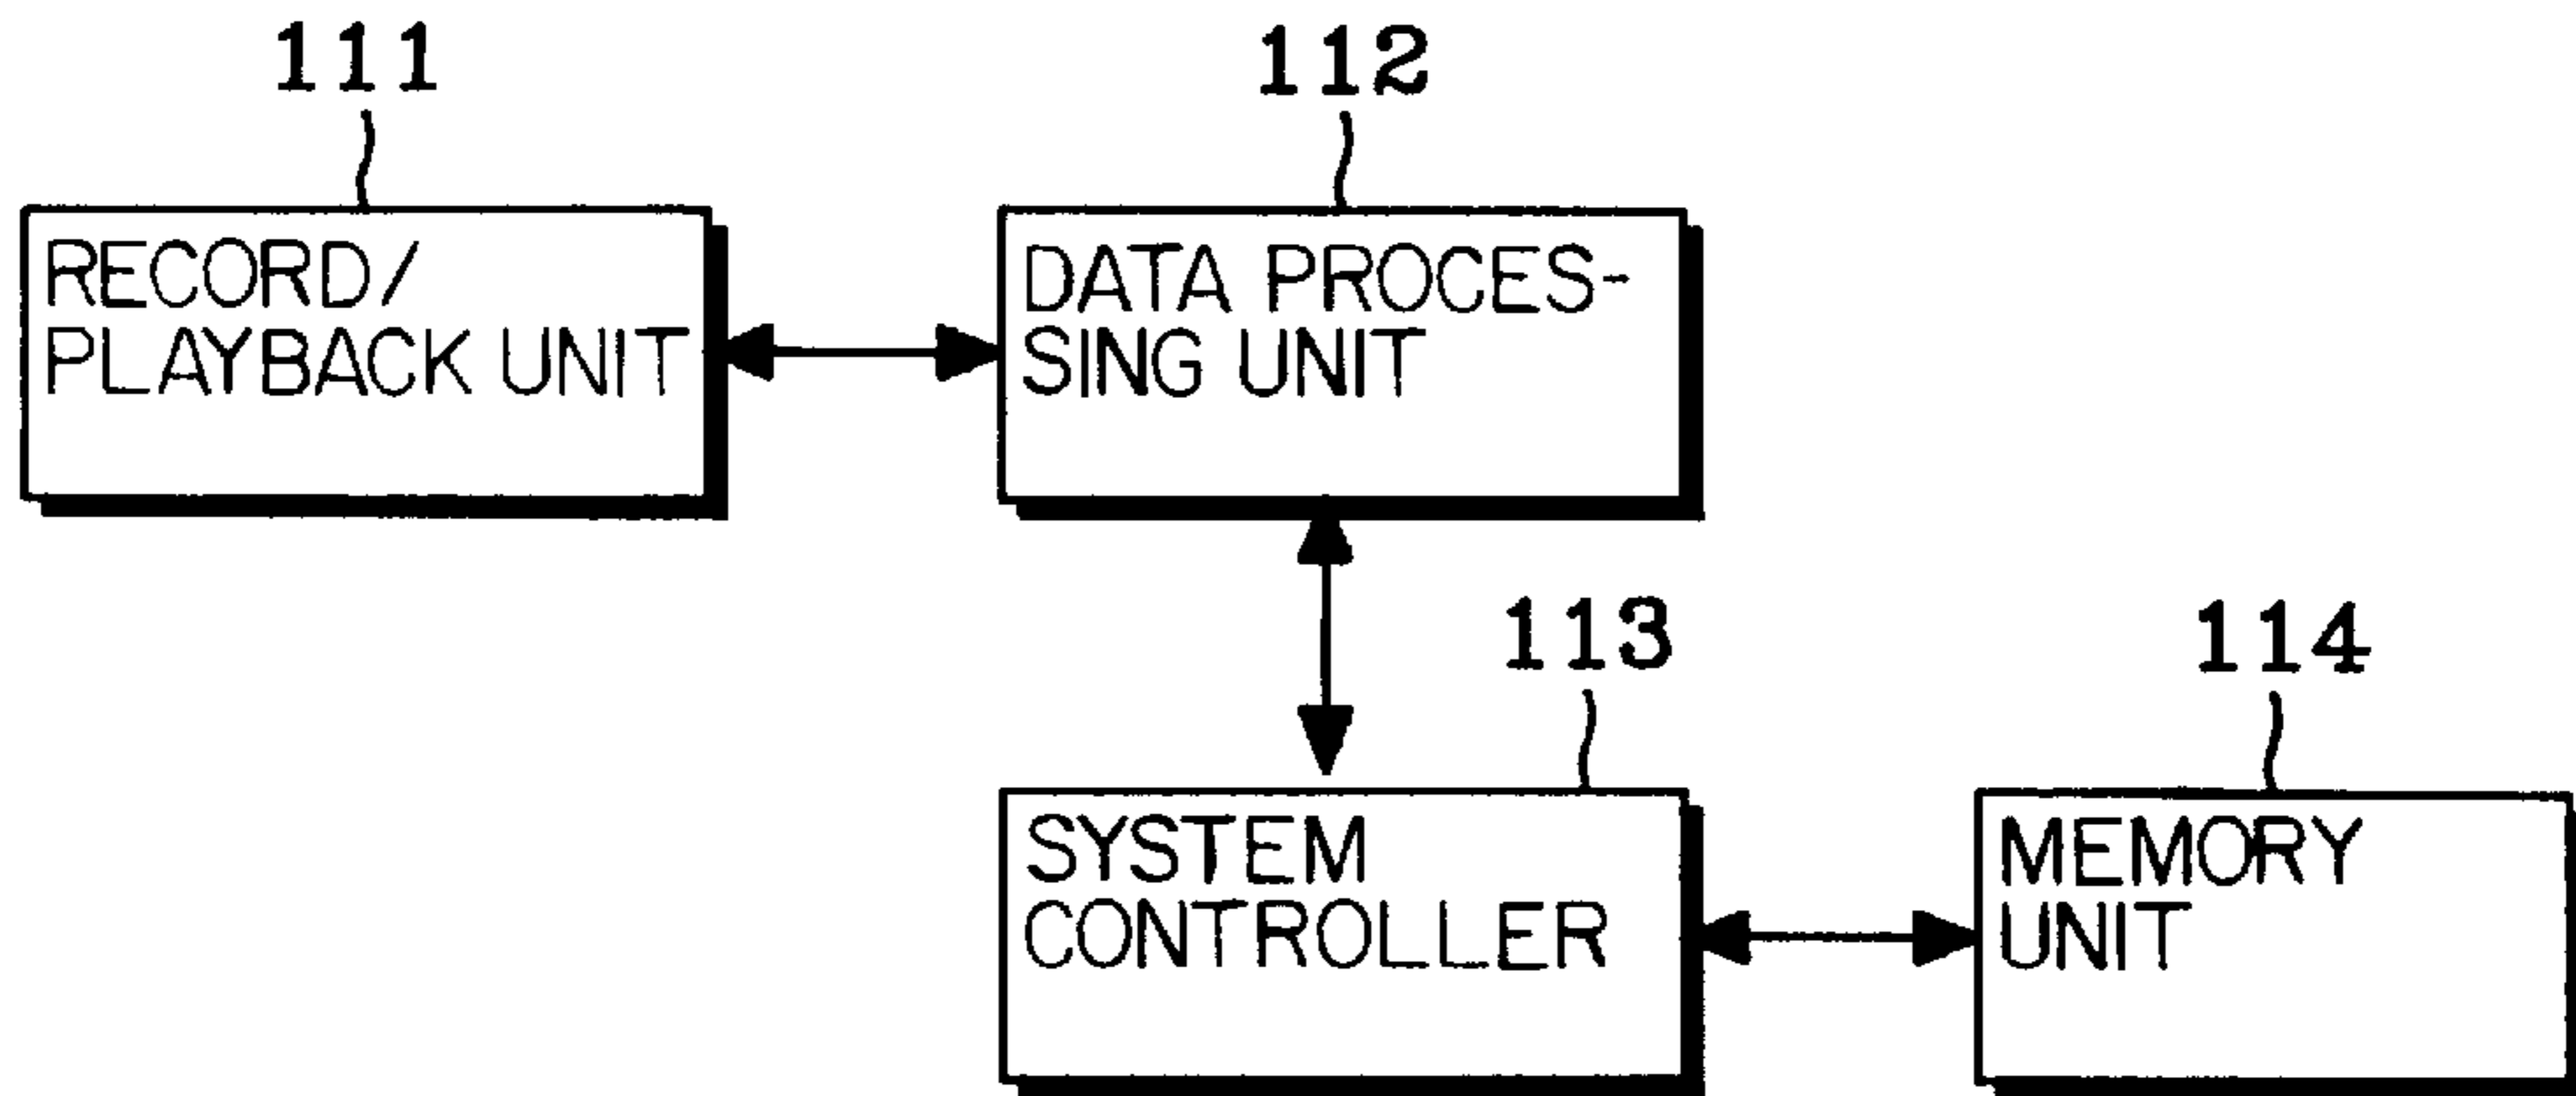 111
112
RECORD/
PLAYBACK UNIT
DATA PROCES-
SING UNIT
113
114
SYSTEM
CONTROLLER
MEMORY
UNIT